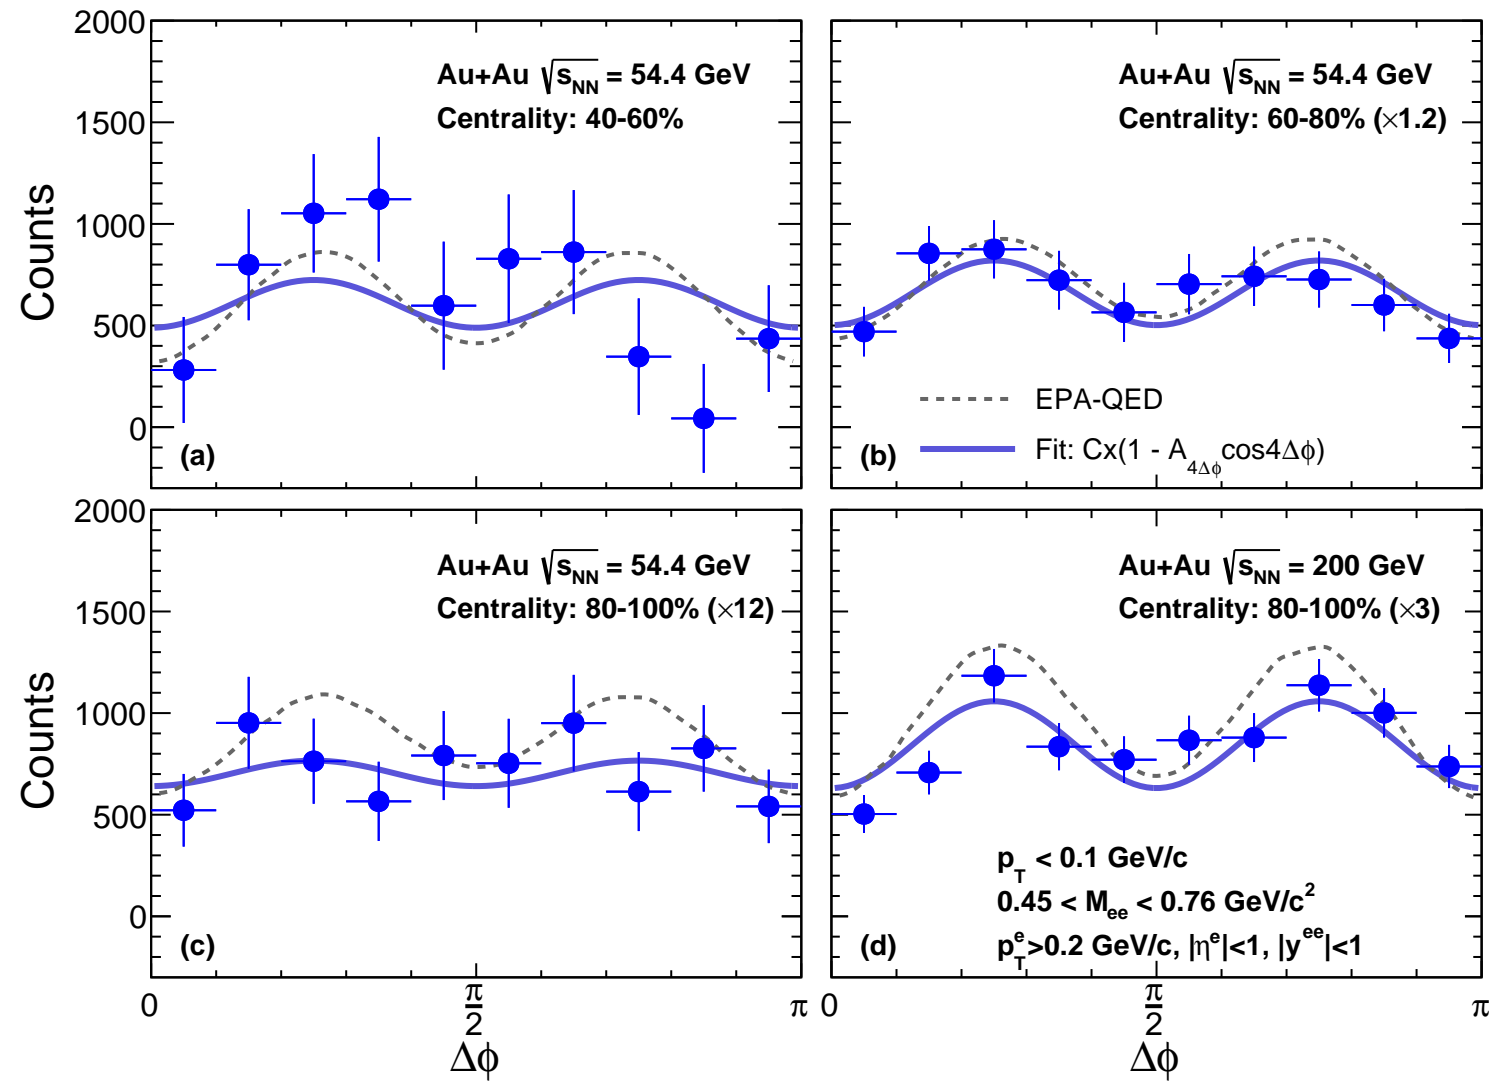 2000
1500
1000
500
0
Counts
Au+Au √sNN = 54.4 GeV
Centrality: 40-60%
(a)
Au+Au √sNN = 54.4 GeV
Centrality: 60-80% (×1.2)
EPA-QED
Fit: Cx(1 - A4Δϕcos4Δϕ)
(b)
2000
1500
1000
500
0
Counts
Au+Au √sNN = 54.4 GeV
Centrality: 80-100% (×12)
(c)
Au+Au √sNN = 200 GeV
Centrality: 80-100% (×3)
pT < 0.1 GeV/c
0.45 < Mee < 0.76 GeV/c²
pTe>0.2 GeV/c, |ηe|<1, |yee|<1
(d)
0 π/2 π
0 π/2 π
Δϕ
Δϕ